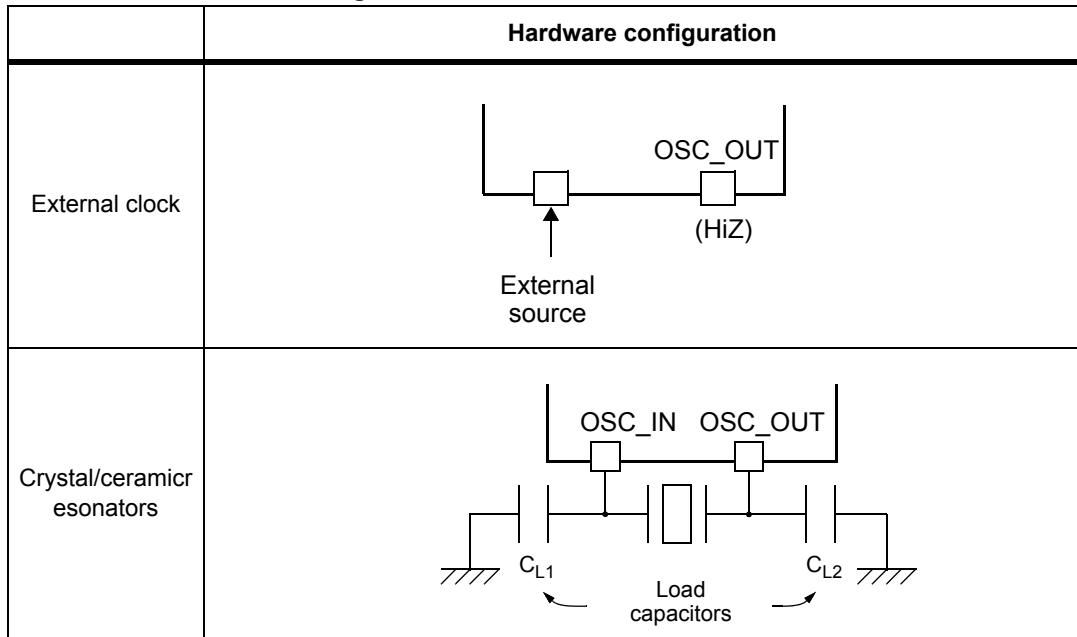 Hardware configuration
External clock
OSC_OUT
(HiZ)
External
source
Crystal/ceramicr
esonators
OSC_IN OSC_OUT
CL1
CL2
Load
capacitors